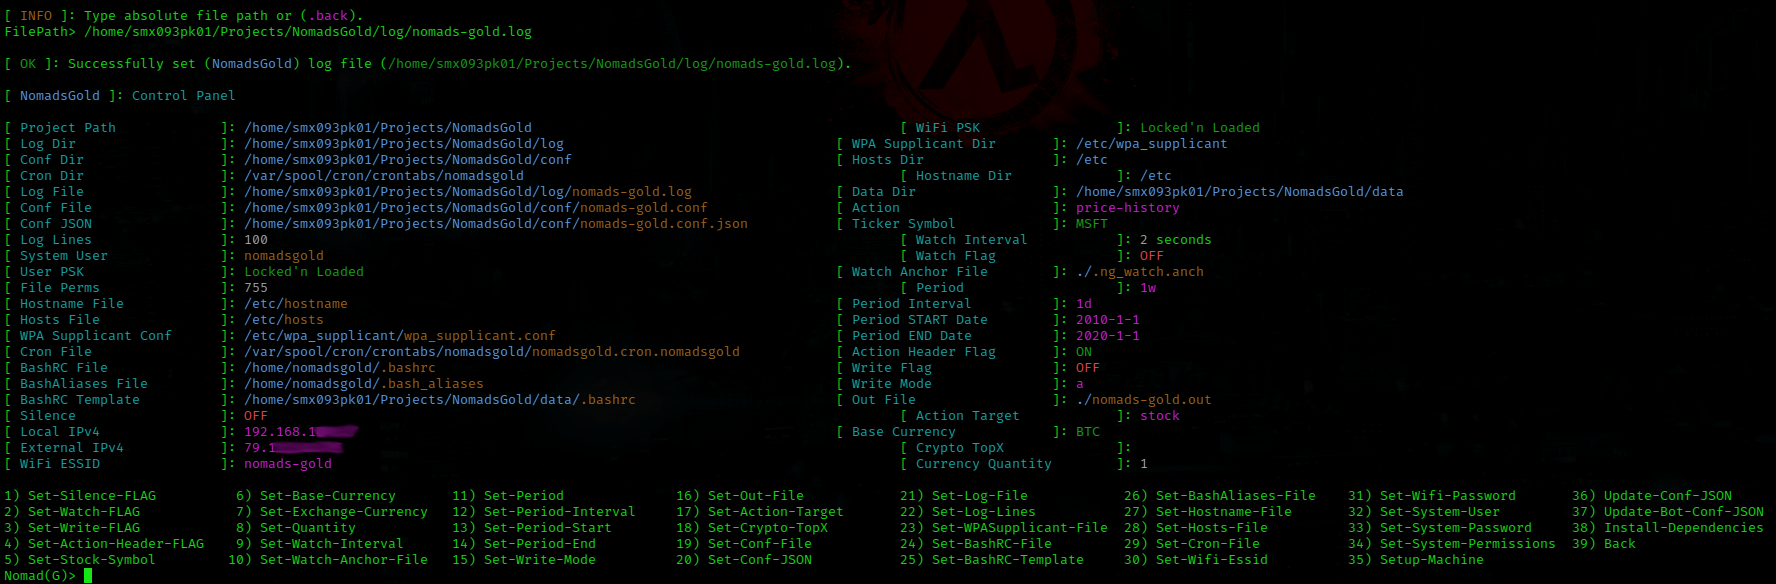 [ INFO ]: Type absolute file path or (.back).
FilePath> /home/smx093pk01/Projects/NomadsGold/log/nomads-gold.log
[ OK ]: Successfully set (NomadsGold) log file (/home/smx093pk01/Projects/NomadsGold/log/nomads-gold.log).
[ NomadsGold ]: Control Panel
[ Project Path ]: /home/smx093pk01/Projects/NomadsGold [ WiFi PSK ]: Locked'n Loaded
[ Log Dir ]: /home/smx093pk01/Projects/NomadsGold/log [ WPA Supplicant Dir ]: /etc/wpa_supplicant
[ Conf Dir ]: /home/smx093pk01/Projects/NomadsGold/conf [ Hosts Dir ]: /etc
[ Cron Dir ]: /var/spool/cron/crontabs/nomadsgold [ Hostname Dir ]: /etc
[ Log File ]: /home/smx093pk01/Projects/NomadsGold/log/nomads-gold.log [ Data Dir ]: /home/smx093pk01/Projects/NomadsGold/data
[ Conf File ]: /home/smx093pk01/Projects/NomadsGold/conf/nomads-gold.conf [ Action ]: price-history
[ Conf JSON ]: /home/smx093pk01/Projects/NomadsGold/conf/nomads-gold.conf.json [ Ticker Symbol ]: MSFT
[ Log Lines ]: 100 [ Watch Interval ]: 2 seconds
[ System User ]: nomadsgold [ Watch Flag ]: OFF
[ User PSK ]: Locked'n Loaded [ Watch Anchor File ]: ./.ng_watch.anch
[ File Perms ]: 755 [ Period ]: 1w
[ Hostname File ]: /etc/hostname [ Period Interval ]: 1d
[ Hosts File ]: /etc/hosts [ Period START Date ]: 2010-1-1
[ WPA Supplicant Conf ]: /etc/wpa_supplicant/wpa_supplicant.conf [ Period END Date ]: 2020-1-1
[ Cron File ]: /var/spool/cron/crontabs/nomadsgold/nomadsgold.cron.nomadsgold [ Action Header Flag ]: ON
[ BashRC File ]: /home/nomadsgold/.bashrc [ Write Flag ]: OFF
[ BashAliases File ]: /home/nomadsgold/.bash_aliases [ Write Mode ]: a
[ BashRC Template ]: /home/smx093pk01/Projects/NomadsGold/data/.bashrc [ Out File ]: ./nomads-gold.out
[ Silence ]: OFF [ Action Target ]: stock
[ Local IPv4 ]: 192.168.1 [ Base Currency ]: BTC
[ External IPv4 ]: 79.1 [ Crypto TopX ]:
[ WiFi ESSID ]: nomads-gold [ Currency Quantity ]: 1
1) Set-Silence-FLAG 6) Set-Base-Currency 11) Set-Period 16) Set-Out-File 21) Set-Log-File 26) Set-BashAliases-File 31) Set-Wifi-Password 36) Update-Conf-JSON
2) Set-Watch-FLAG 7) Set-Exchange-Currency 12) Set-Period-Interval 17) Set-Action-Target 22) Set-Log-Lines 27) Set-Hostname-File 32) Set-System-User 37) Update-Bot-Conf-JSON
3) Set-Write-FLAG 8) Set-Quantity 13) Set-Period-Start 18) Set-Crypto-TopX 23) Set-WPASupplicant-File 28) Set-Hosts-File 33) Set-System-Password 38) Install-Dependencies
4) Set-Action-Header-FLAG 9) Set-Watch-Interval 14) Set-Period-End 19) Set-Conf-File 24) Set-BashRC-File 29) Set-Cron-File 34) Set-System-Permissions 39) Back
5) Set-Stock-Symbol 10) Set-Watch-Anchor-File 15) Set-Write-Mode 20) Set-Conf-JSON 25) Set-BashRC-Template 30) Set-Wifi-Essid 35) Setup-Machine
Nomad(G)>